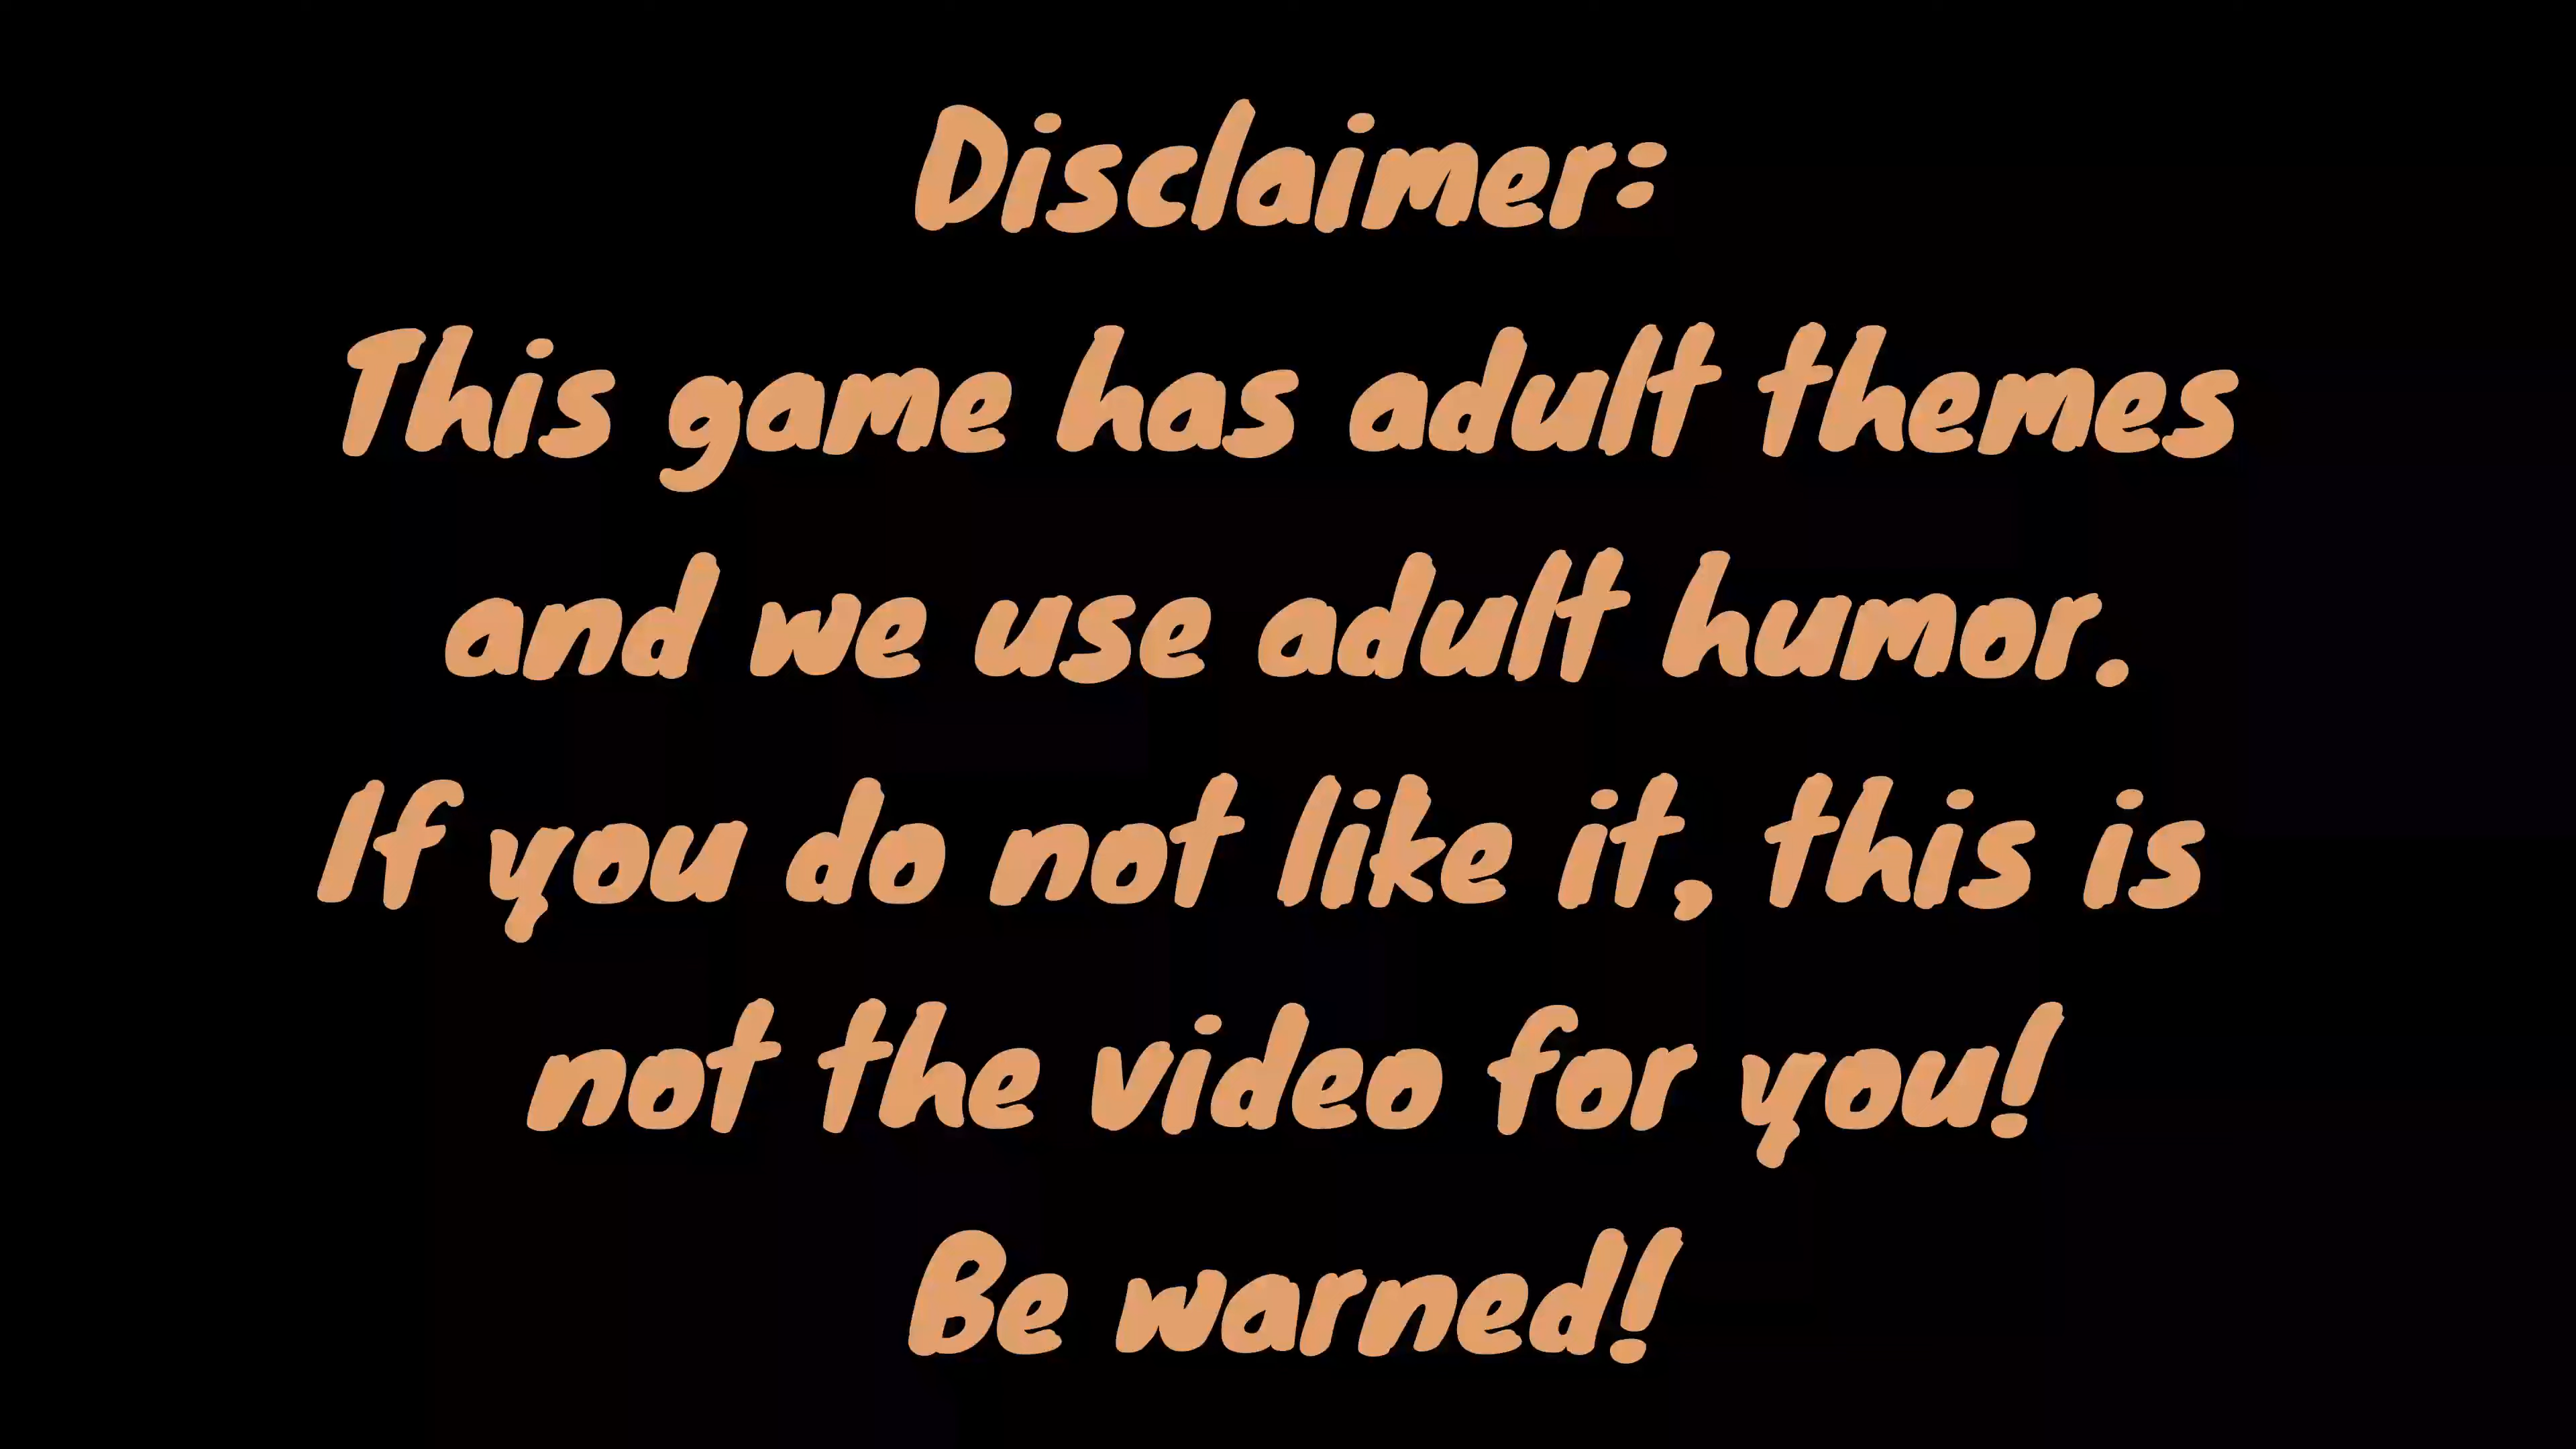 Disclaimer:
This game has adult themes
and we use adult humor.
If you do not like it, this is
not the video for you!
Be warned!